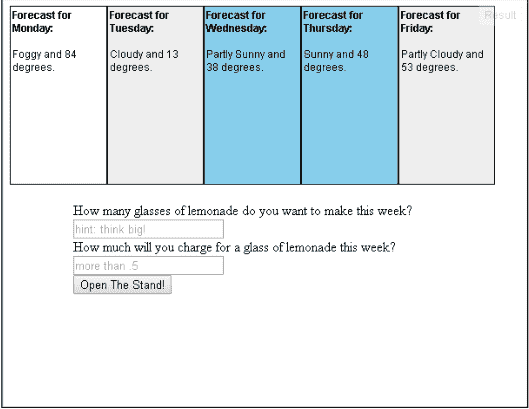 Forecast for
Monday:
Foggy and 84
degrees.
Forecast for
Tuesday:
Cloudy and 13
degrees.
Forecast for
Wednesday:
Partly Sunny and
38 degrees.
Forecast for
Thursday:
Sunny and 48
degrees.
Forecast for
Friday:
Partly Cloudy and
53 degrees.
Result
How many glasses of lemonade do you want to make this week?
hint: think big!
How much will you charge for a glass of lemonade this week?
more than .5
Open The Stand!